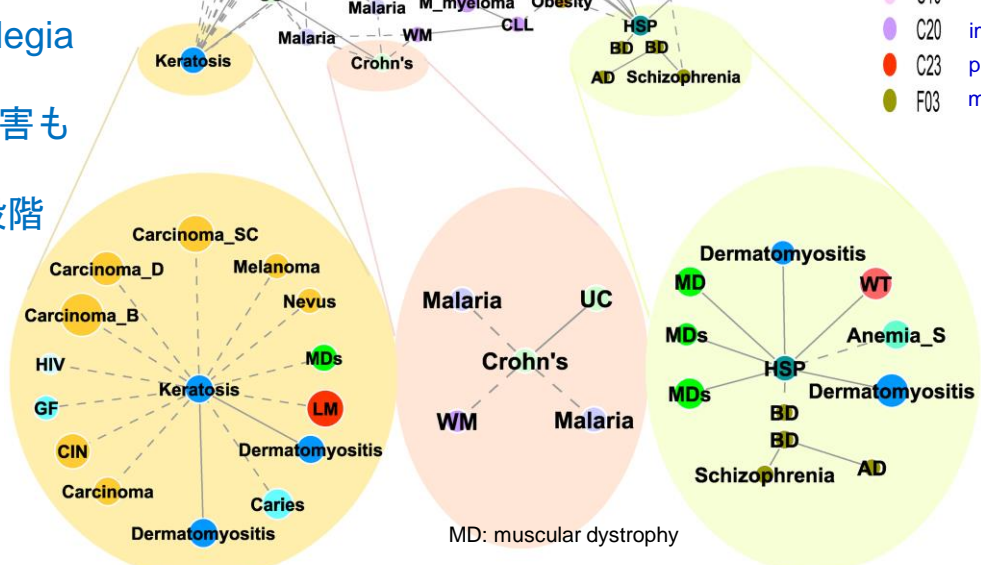 Malaria
M_myeloma
Obesity
CLL
HSP
legia
Malaria
WM
BD
BD
C20
in
Keratosis
Crohn's
AD
Schizophrenia
C23
p
F03
m
害も
階
Carcinoma_SC
Carcinoma_D
Melanoma
Nevus
Carcinoma_B
HIV
MDs
Keratosis
GF
LM
CIN
Dermatomyositis
Carcinoma
Caries
Dermatomyositis
Malaria
UC
Crohn's
WM
Malaria
Dermatomyositis
MD
WT
MDs
Anemia_S
HSP
MDs
Dermatomyositis
BD
BD
Schizophrenia
AD
MD: muscular dystrophy